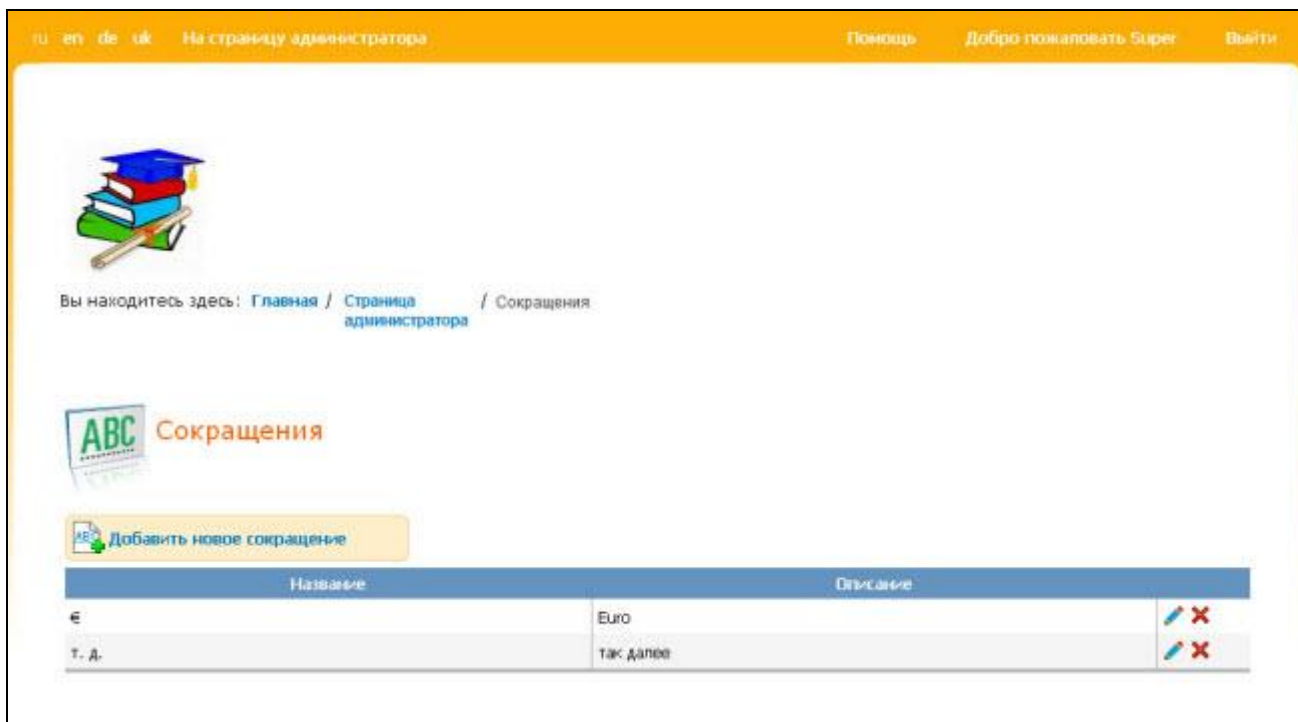 ru en de uk На страницу администратора Помощь Добро пожаловать Super Выйти
Вы находитесь здесь: Главная / Страница администратора / Сокращения
ABC Сокращения
ABC Добавить новое сокращение
Название Описание
€ Euro
т. д. так далее